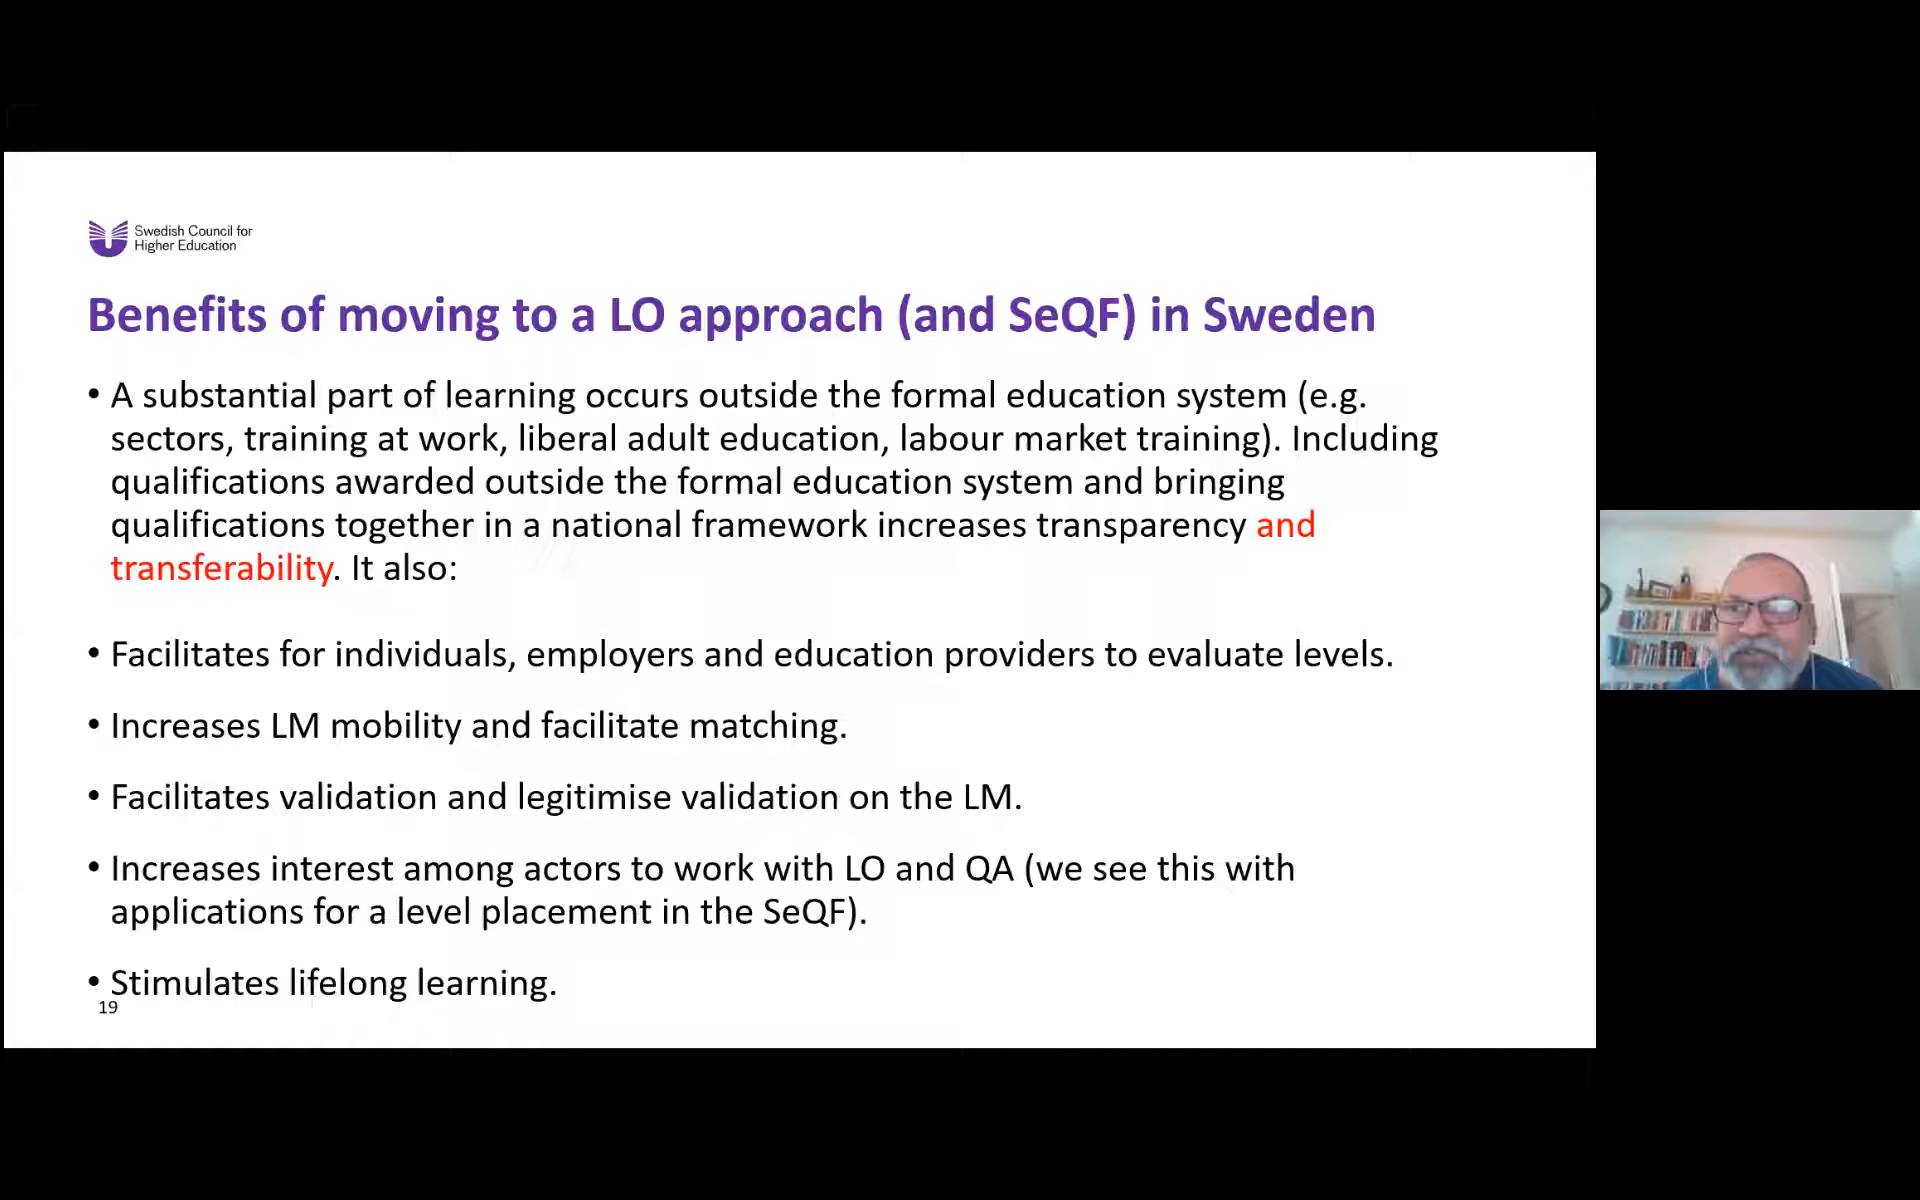 Swedish Council for
Higher Education
Benefits of moving to a LO approach (and SeQF) in Sweden
• A substantial part of learning occurs outside the formal education system (e.g.
sectors, training at work, liberal adult education, labour market training). Including
qualifications awarded outside the formal education system and bringing
qualifications together in a national framework increases transparency and
transferability. It also:
• Facilitates for individuals, employers and education providers to evaluate levels.
• Increases LM mobility and facilitate matching.
• Facilitates validation and legitimise validation on the LM.
• Increases interest among actors to work with LO and QA (we see this with
applications for a level placement in the SeQF).
• Stimulates lifelong learning.
19